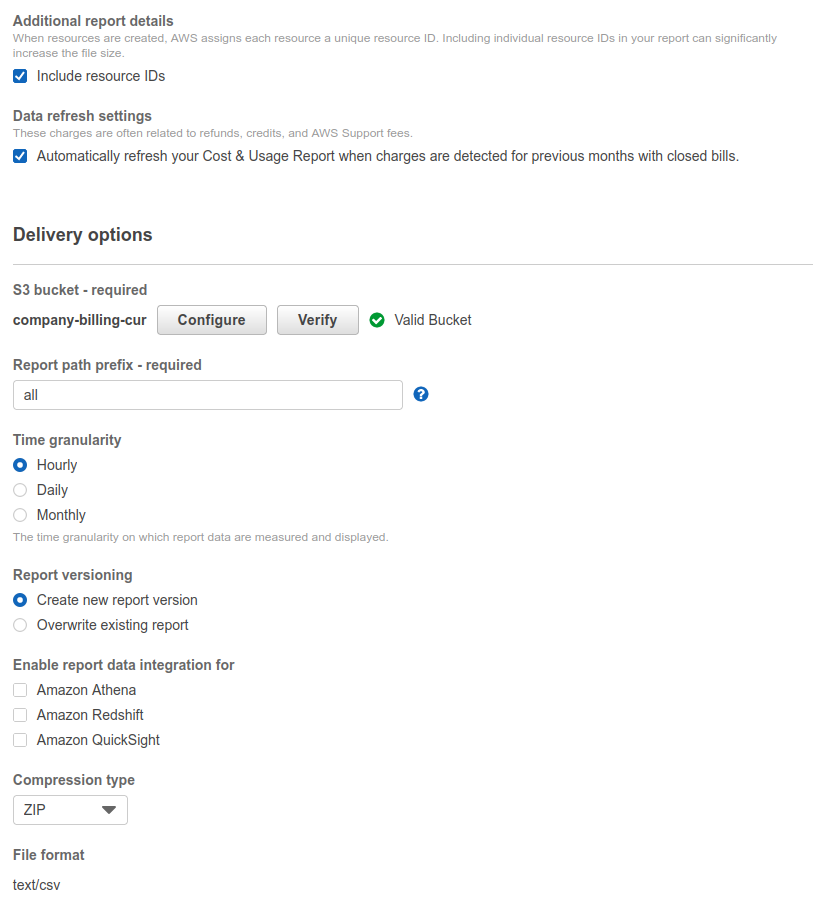 Additional report details
When resources are created, AWS assigns each resource a unique resource ID. Including individual resource IDs in your report can significantly
increase the file size.
Include resource IDs
Data refresh settings
These charges are often related to refunds, credits, and AWS Support fees.
Automatically refresh your Cost & Usage Report when charges are detected for previous months with closed bills.
Delivery options
S3 bucket - required
company-billing-cur Configure Verify Valid Bucket
Report path prefix - required
all ?
Time granularity
Hourly
Daily
Monthly
The time granularity on which report data are measured and displayed.
Report versioning
Create new report version
Overwrite existing report
Enable report data integration for
Amazon Athena
Amazon Redshift
Amazon QuickSight
Compression type
ZIP
File format
text/csv